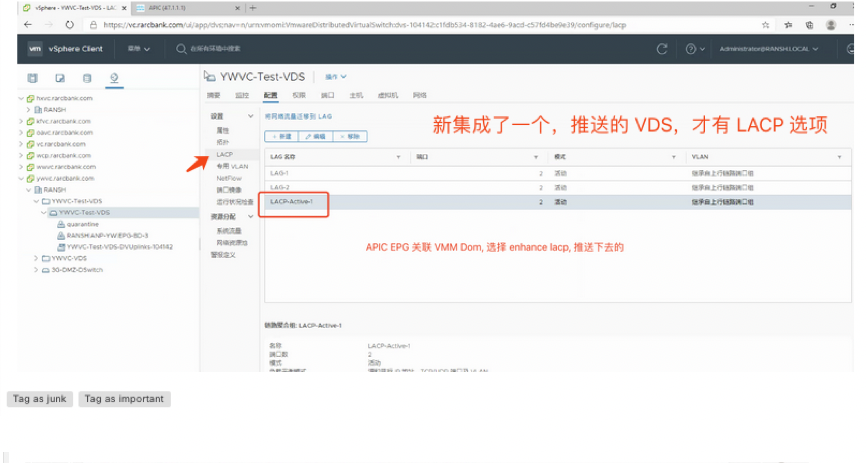 vSphere - YWVC-Test-VDS - LAC
APIC (47.1.1.1)
https://vc.rarcbank.com/ui/app/dvs;nav=n/urn:vmomi:VmwareDistributedVirtualSwitch:dvs-104142:c1fdb534-8182-4ae6-9acd-c57fd4be9e39/configure/lacp
vm vSphere Client 菜单 在所有环境中搜索 Administrator@RANSH.LOCAL
YWVC-Test-VDS 操作
摘要 监控 配置 权限 端口 主机 虚拟机 网络
hxvc.rarcbank.com
RANSH
kfvc.rarcbank.com
oavc.rarcbank.com
vc.rarcbank.com
wcp.rarcbank.com
wwvc.rarcbank.com
ywvc.rarcbank.com
RANSH
YWVC-Test-VDS
YWVC-Test-VDS
quarantine
RANSH|ANP-YW|EPG-BD-3
YWVC-Test-VDS-DVUplinks-104142
YWVC-VDS
3G-DMZ-DSwitch
设置
属性
拓扑
LACP
专用 VLAN
NetFlow
端口镜像
运行状况检查
资源分配
系统流量
网络资源池
警报定义
将网络流量迁移到 LAG
新集成了一个，推送的 VDS，才有 LACP 选项
+ 新建 编辑 × 移除
LAG 名称 端口 模式 VLAN
LAG-1 2 活动 继承自上行链路端口组
LAG-2 2 活动 继承自上行链路端口组
LACP-Active-1 2 活动 继承自上行链路端口组
APIC EPG 关联 VMM Dom, 选择 enhance lacp, 推送下去的
链路聚合组: LACP-Active-1
名称 LACP-Active-1
端口数 2
模式 活动
Tag as junk Tag as important